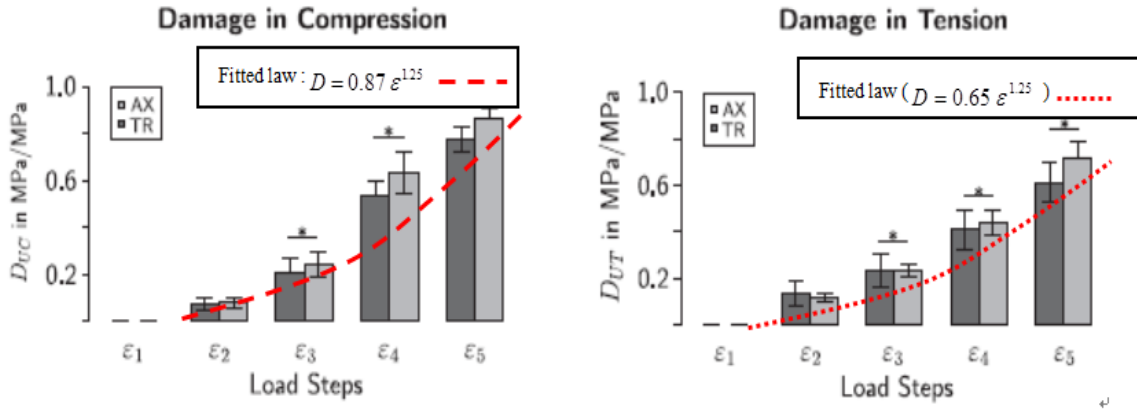 Damage in Compression
Fitted law : D = 0.87 ε^1.25
1.0
AX
TR
0.6
0.2
D_UC in MPa/MPa
*
*
ε1 ε2 ε3 ε4 ε5
Load Steps
Damage in Tension
Fitted law ( D = 0.65 ε^1.25 )
1.0
AX
TR
0.6
0.2
D_UT in MPa/MPa
*
*
*
ε1 ε2 ε3 ε4 ε5
Load Steps